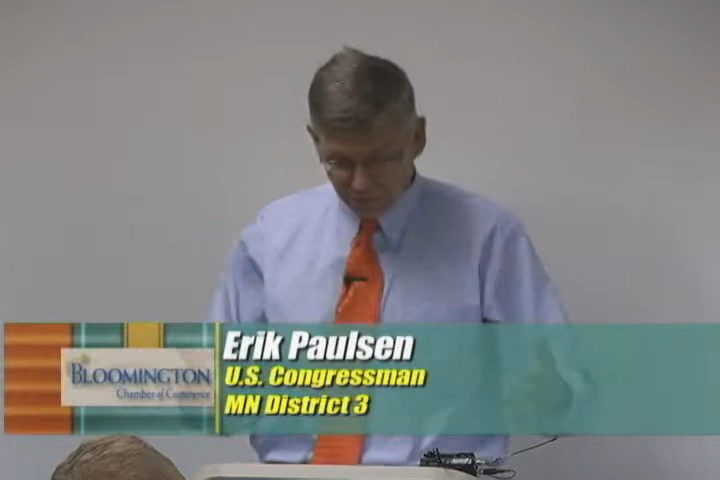 Erik Paulsen
U.S. Congressman
MN District 3
BLOOMINGTON
Chamber of Commerce